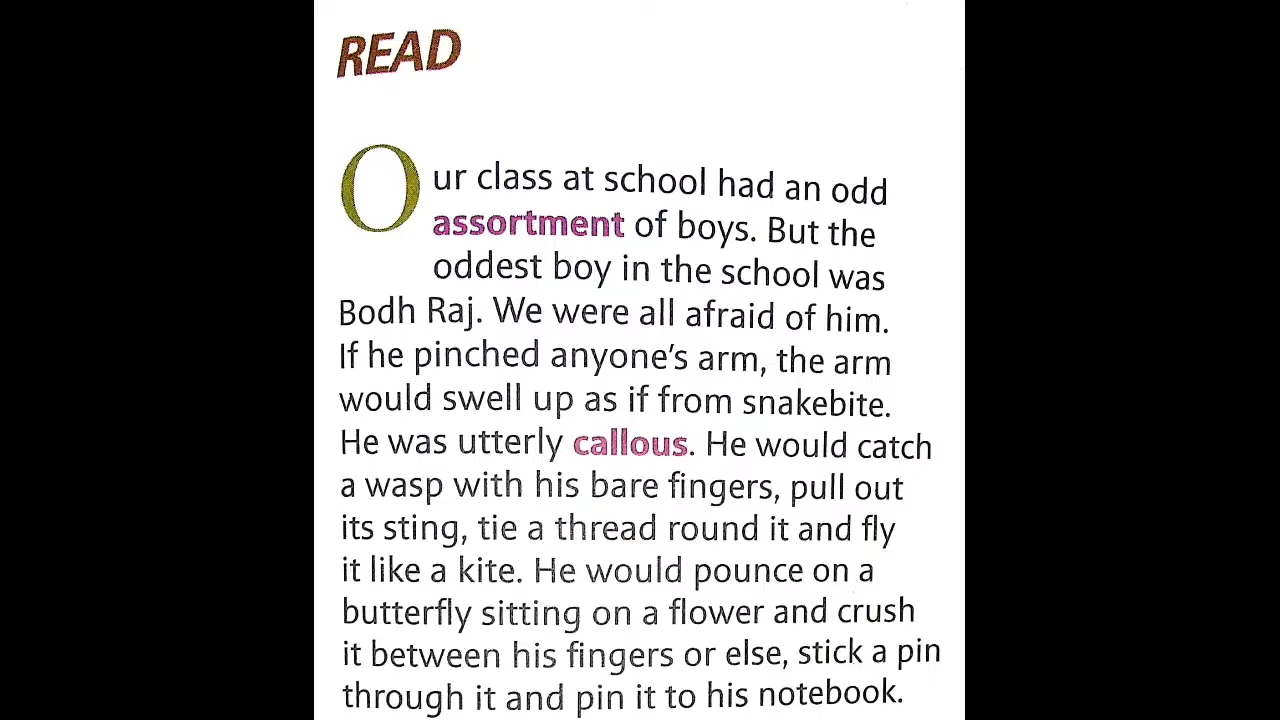 READ
Our class at school had an odd
assortment of boys. But the
oddest boy in the school was
Bodh Raj. We were all afraid of him.
If he pinched anyone's arm, the arm
would swell up as if from snakebite.
He was utterly callous. He would catch
a wasp with his bare fingers, pull out
its sting, tie a thread round it and fly
it like a kite. He would pounce on a
butterfly sitting on a flower and crush
it between his fingers or else, stick a pin
through it and pin it to his notebook.